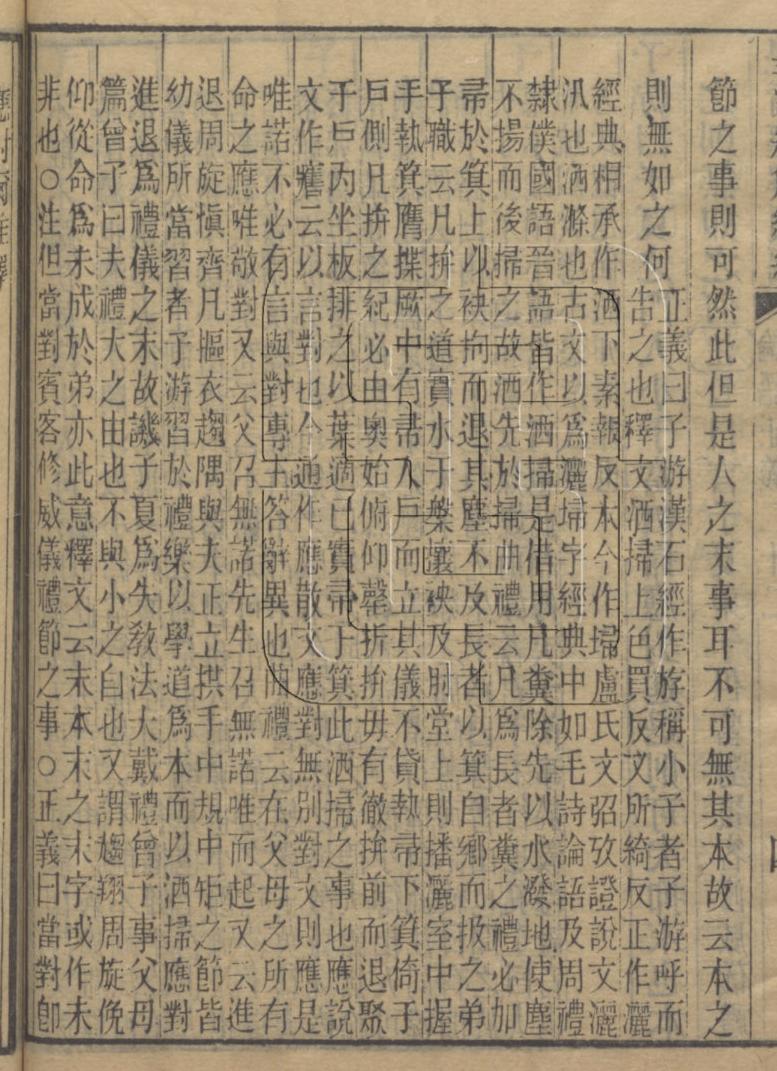 節之事則可然此但是人之末事耳不可無其本故云本之
則無如之何
正義曰子游漢石經作斿稱小子者子游呼而
告之也釋文洒掃上色買反又所綺反正作灑
經典相承作洒下素報反本今作埽盧氏文弨攷證說文灑
汛也洒滌也古文以爲灑埽字經典中如毛詩論語及周禮
隸僕國語晉語皆作洒掃是借用凡糞除先以水潑地使塵
不揚而後掃之故洒先於掃曲禮云凡爲長者糞之禮必加
帚於箕上以袂拘而退其塵不及長者以箕自鄉而扱之弟
子職云凡拚之道實水于槃攘袂及肘堂上則播灑室中握
手執箕膺揲厥中有帚入戶而立其儀不貸執帚下箕倚于
戶側凡拚之紀必由奧始俯仰罄折拚毋有徹拚前而退聚
于戶內坐板排之以葉適己實帚于箕此洒掃之事也應說
文作譍云以言對也今通作應散文應對無別對文則應是
唯諾不必有言與對專主答辭異也曲禮云在父母之所有
命之應唯敬對又云父召無諾先生召無諾唯而起又云進
退周旋愼齊凡摳衣趨隅與夫正立拱手中規中矩之節皆
幼儀所當習者子游習於禮樂以學道爲本而以洒掃應對
進退爲禮儀之末故譏子夏爲失敎法大戴禮曾子事父母
篇曾子曰夫禮大之由也不與小之自也又謂趨翔周旋俛
仰從命爲未成於弟亦此意釋文云末本末之末字或作未
非也○注但當對賓客修威儀禮節之事○正義曰當對卽